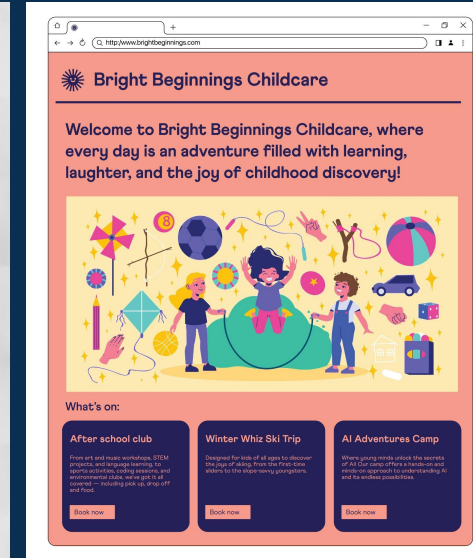 http:/www.brightbeginnings.com
Bright Beginnings Childcare
Welcome to Bright Beginnings Childcare, where
every day is an adventure filled with learning,
laughter, and the joy of childhood discovery!
8
What's on:
After school club
From art and music workshops, STEM
projects, and language learning, to
sports activities, coding sessions, and
environmental clubs, we've got it all
covered — including pick up, drop off
and food.
Book now
Winter Whiz Ski Trip
Designed for kids of all ages to discover
the joys of skiing, from the first-time
sliders to the slope-savvy youngsters.
Book now
AI Adventures Camp
Where young minds unlock the secrets
of AI! Our camp offers a hands-on and
minds-on approach to understanding AI
and its endless possibilities.
Book now